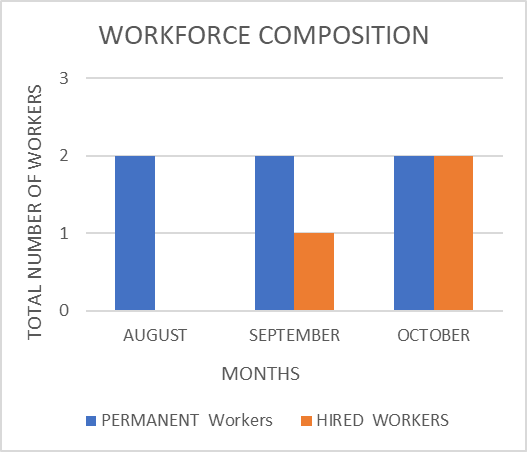 WORKFORCE COMPOSITION
TOTAL NUMBER OF WORKERS
3
2
1
0
AUGUST SEPTEMBER OCTOBER
MONTHS
PERMANENT Workers HIRED WORKERS